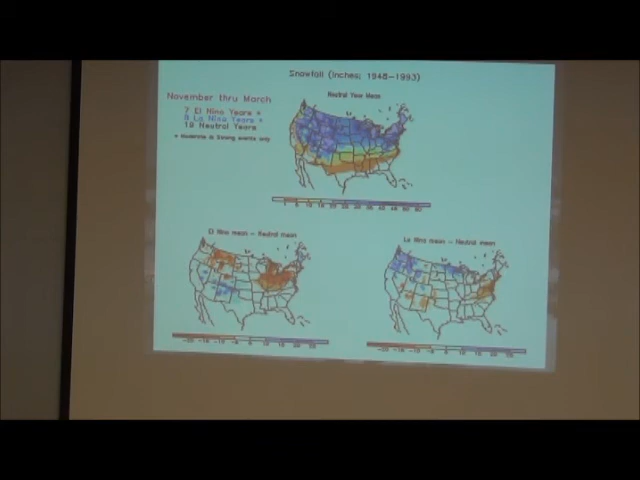 Snowfall (Inches; 1948-1993)
November thru March
7 El Nino Years *
9 La Nina Years *
19 Neutral Years
* moderate & Strong events only
Neutral Year Mean
El Nino mean - Neutral mean
La Nina mean - Neutral mean